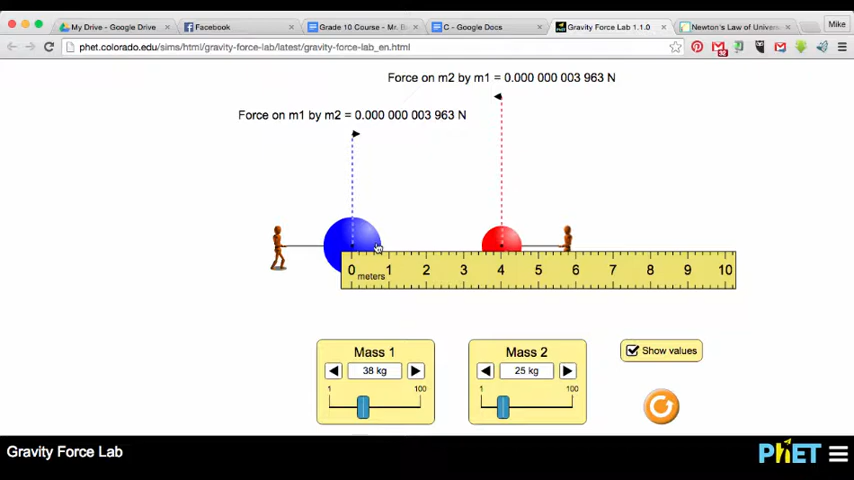 My Drive - Google Drive
Facebook
Grade 10 Course - Mr. B
C - Google Docs
Gravity Force Lab 1.1.0
Newton's Law of Univer
Mike
phet.colorado.edu/sims/html/gravity-force-lab/latest/gravity-force-lab_en.html
Force on m2 by m1 = 0.000 000 003 963 N
Force on m1 by m2 = 0.000 000 003 963 N
0 1 2 3 4 5 6 7 8 9 10
meters
Mass 1
38 kg
1 100
Mass 2
25 kg
1 100
Show values
Gravity Force Lab
PhET